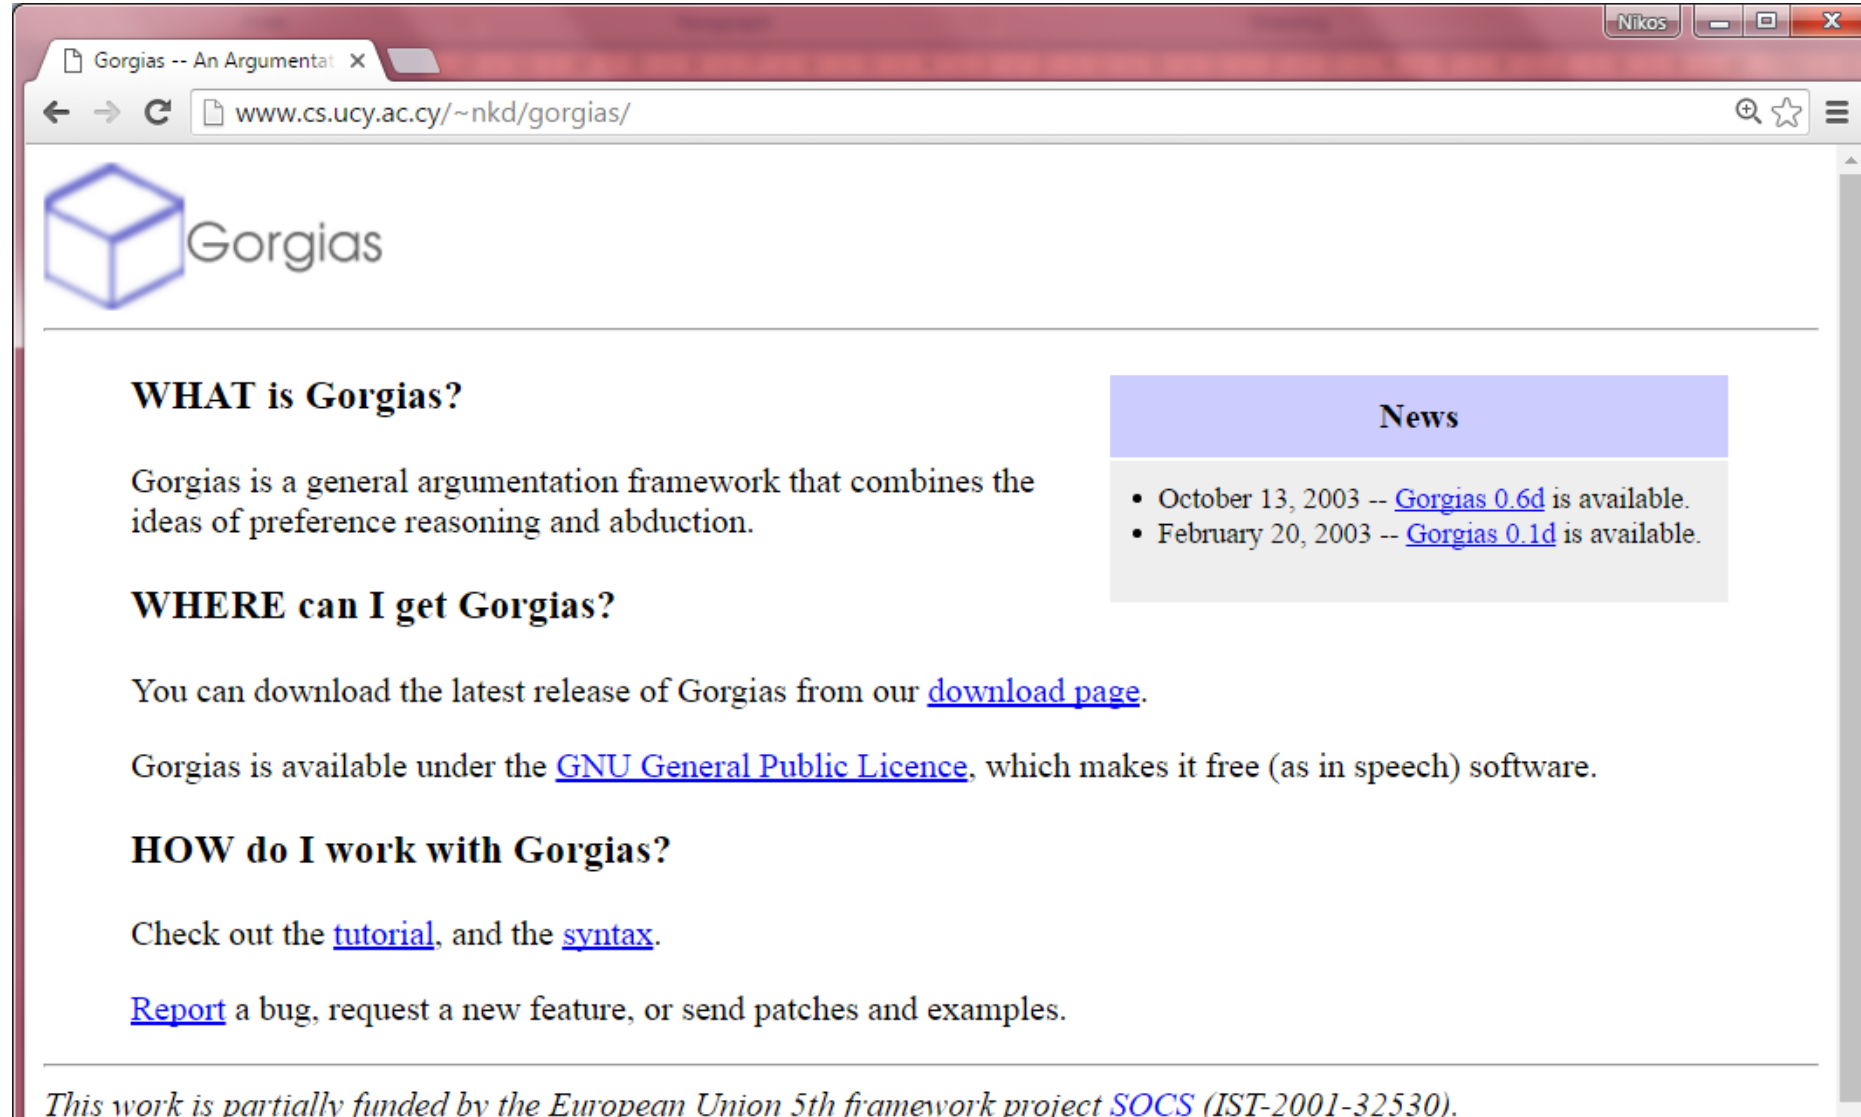 Nikos
Gorgias -- An Argumentat
www.cs.ucy.ac.cy/~nkd/gorgias/
Gorgias
WHAT is Gorgias?
Gorgias is a general argumentation framework that combines the
ideas of preference reasoning and abduction.
News
• October 13, 2003 -- Gorgias 0.6d is available.
• February 20, 2003 -- Gorgias 0.1d is available.
WHERE can I get Gorgias?
You can download the latest release of Gorgias from our download page.
Gorgias is available under the GNU General Public Licence, which makes it free (as in speech) software.
HOW do I work with Gorgias?
Check out the tutorial, and the syntax.
Report a bug, request a new feature, or send patches and examples.
This work is partially funded by the European Union 5th framework project SOCS (IST-2001-32530).